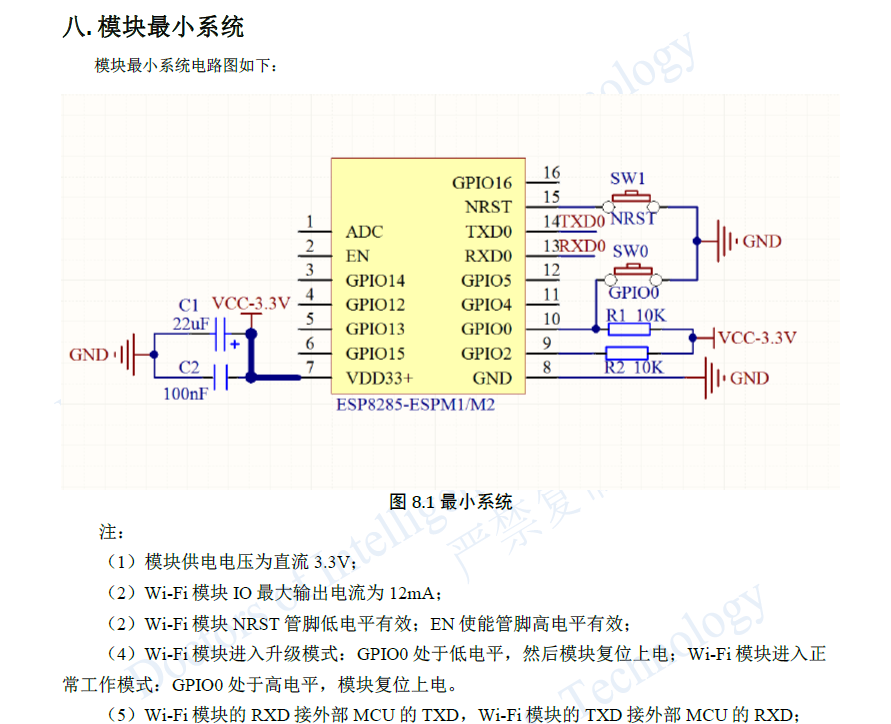 八. 模块最小系统
模块最小系统电路图如下：
GPIO16 16
NRST 15
SW1
NRST
TXD0 14 TXD0
RXD0 13 RXD0
SW0
GPIO0
GND
1 ADC
2 EN
3 GPIO14
4 GPIO12
5 GPIO13
6 GPIO15
7 VDD33+
GPIO5 12
GPIO4 11
GPIO0 10
GPIO2 9
GND 8
R1 10K
R2 10K
VCC-3.3V
GND
C1 VCC-3.3V
22uF
+
GND
C2
100nF
ESP8285-ESPM1/M2
图 8.1 最小系统
注：
（1）模块供电电压为直流 3.3V；
（2）Wi-Fi 模块 IO 最大输出电流为 12mA；
（2）Wi-Fi 模块 NRST 管脚低电平有效；EN 使能管脚高电平有效；
（4）Wi-Fi 模块进入升级模式：GPIO0 处于低电平，然后模块复位上电；Wi-Fi 模块进入正
常工作模式：GPIO0 处于高电平，模块复位上电。
（5）Wi-Fi 模块的 RXD 接外部 MCU 的 TXD，Wi-Fi 模块的 TXD 接外部 MCU 的 RXD；
Doctors of Intelligence
Technology
严禁复